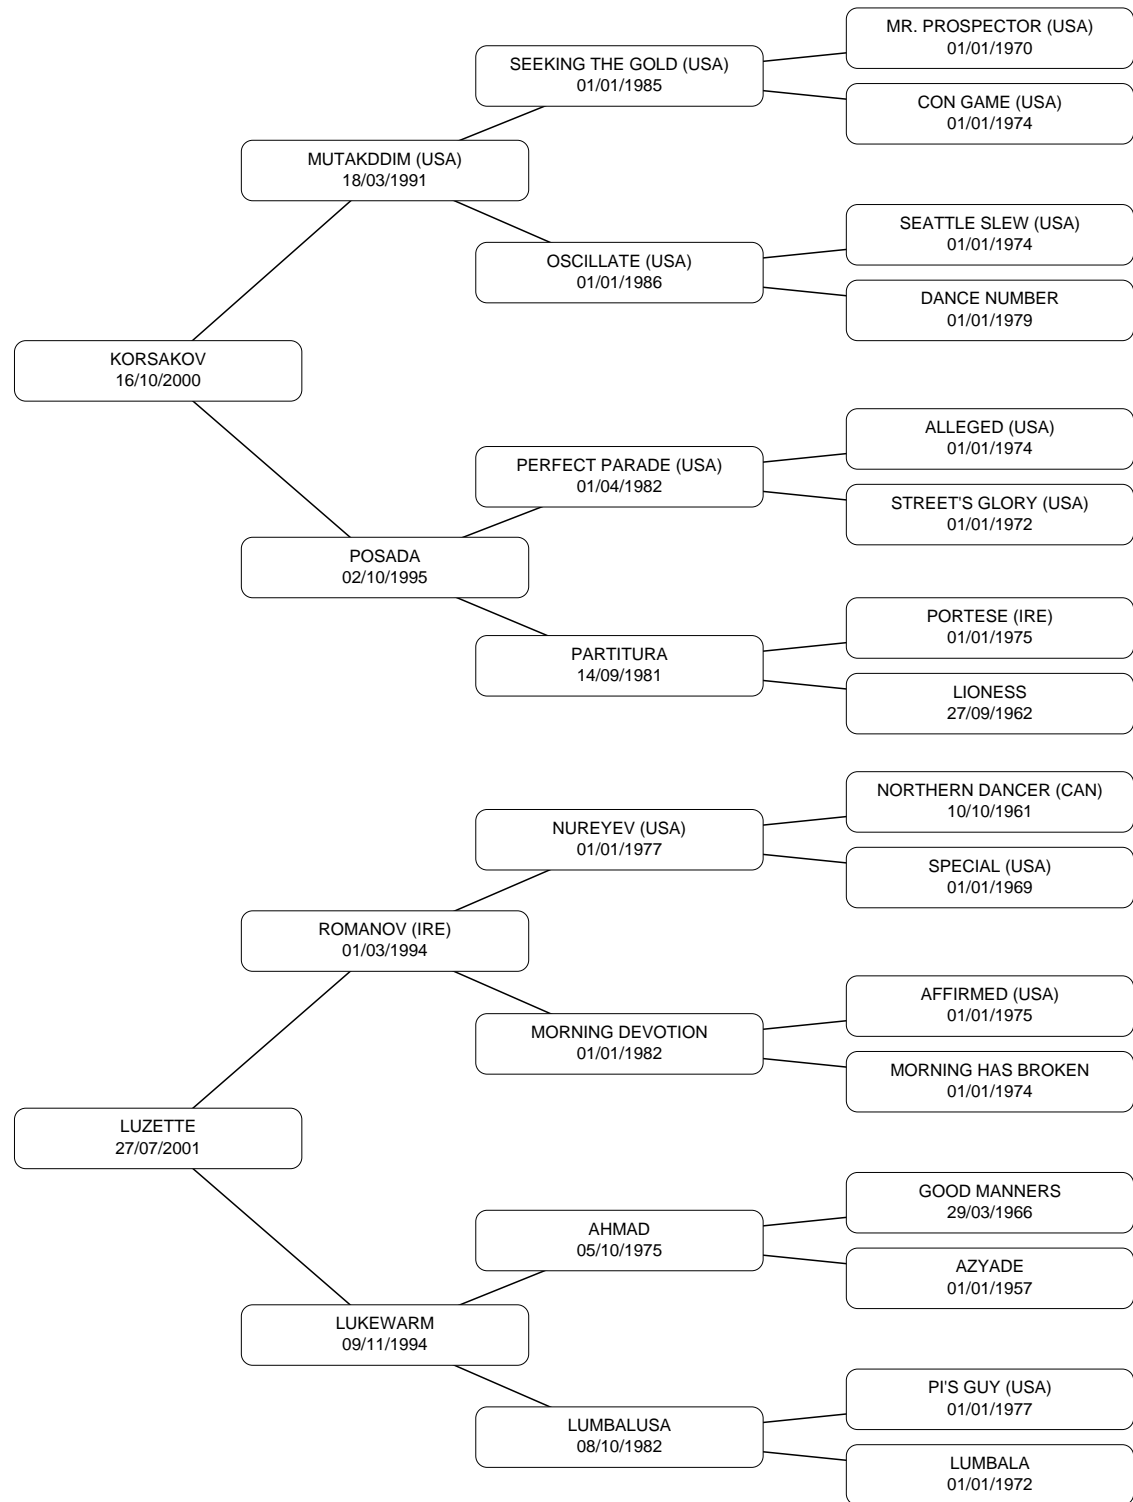 MR. PROSPECTOR (USA)
01/01/1970
SEEKING THE GOLD (USA)
01/01/1985
CON GAME (USA)
01/01/1974
MUTAKDDIM (USA)
18/03/1991
SEATTLE SLEW (USA)
01/01/1974
OSCILLATE (USA)
01/01/1986
DANCE NUMBER
01/01/1979
KORSAKOV
16/10/2000
ALLEGED (USA)
01/01/1974
PERFECT PARADE (USA)
01/04/1982
STREET'S GLORY (USA)
01/01/1972
POSADA
02/10/1995
PORTESE (IRE)
01/01/1975
PARTITURA
14/09/1981
LIONESS
27/09/1962
NORTHERN DANCER (CAN)
10/10/1961
NUREYEV (USA)
01/01/1977
SPECIAL (USA)
01/01/1969
ROMANOV (IRE)
01/03/1994
AFFIRMED (USA)
01/01/1975
MORNING DEVOTION
01/01/1982
MORNING HAS BROKEN
01/01/1974
LUZETTE
27/07/2001
GOOD MANNERS
29/03/1966
AHMAD
05/10/1975
AZYADE
01/01/1957
LUKEWARM
09/11/1994
PI'S GUY (USA)
01/01/1977
LUMBALUSA
08/10/1982
LUMBALA
01/01/1972